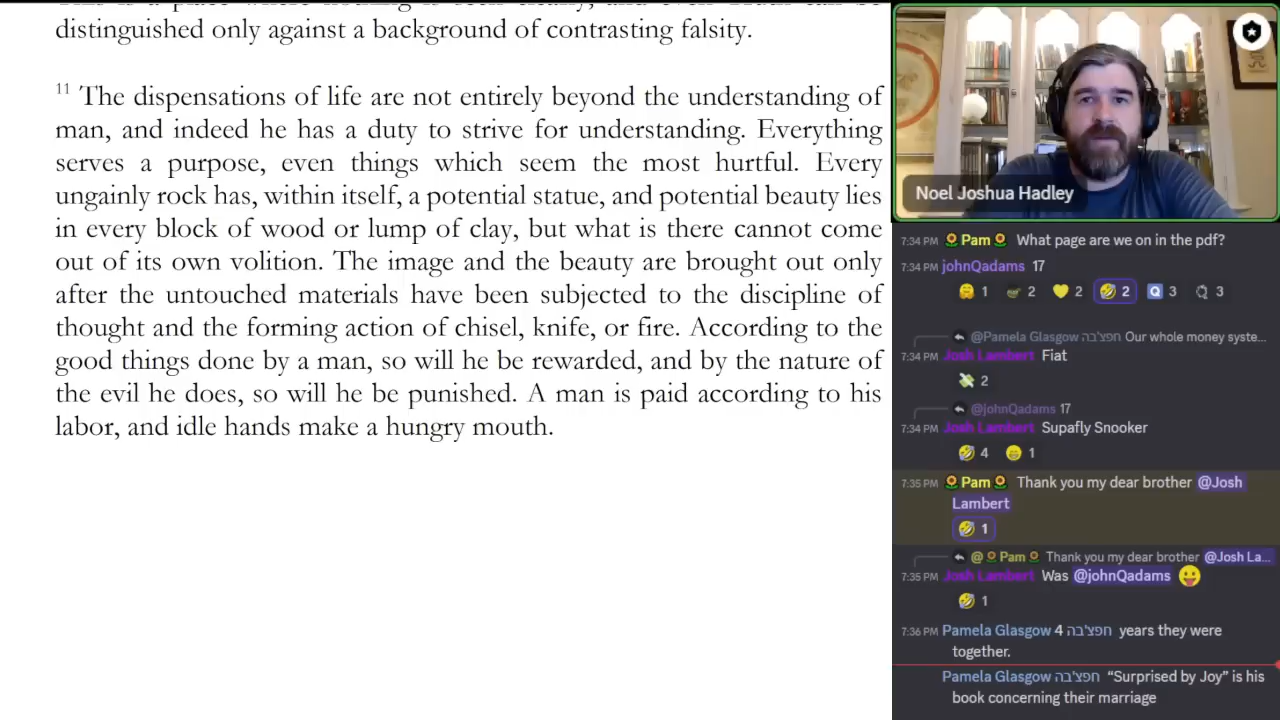 distinguished only against a background of contrasting falsity.
11 The dispensations of life are not entirely beyond the understanding of
man, and indeed he has a duty to strive for understanding. Everything
serves a purpose, even things which seem the most hurtful. Every
ungainly rock has, within itself, a potential statue, and potential beauty lies
in every block of wood or lump of clay, but what is there cannot come
out of its own volition. The image and the beauty are brought out only
after the untouched materials have been subjected to the discipline of
thought and the forming action of chisel, knife, or fire. According to the
good things done by a man, so will he be rewarded, and by the nature of
the evil he does, so will he be punished. A man is paid according to his
labor, and idle hands make a hungry mouth.
Noel Joshua Hadley
7:34 PM 🌻 Pam 🌻 What page are we on in the pdf?
johnQadams 17
1 2 2 2 3 3
@Pamela Glasgow חפצ'בה Our whole money syste...
7:34 PM Josh Lambert Fiat
2
@johnQadams 17
7:34 PM Josh Lambert Supafly Snooker
4 1
7:35 PM 🌻 Pam 🌻 Thank you my dear brother @Josh
Lambert
1
@🌻 Pam 🌻 Thank you my dear brother @Josh La...
7:35 PM Josh Lambert Was @johnQadams 😛
1
7:36 PM Pamela Glasgow חפצ'בה 4 years they were
together.
Pamela Glasgow חפצ'בה “Surprised by Joy” is his
book concerning their marriage